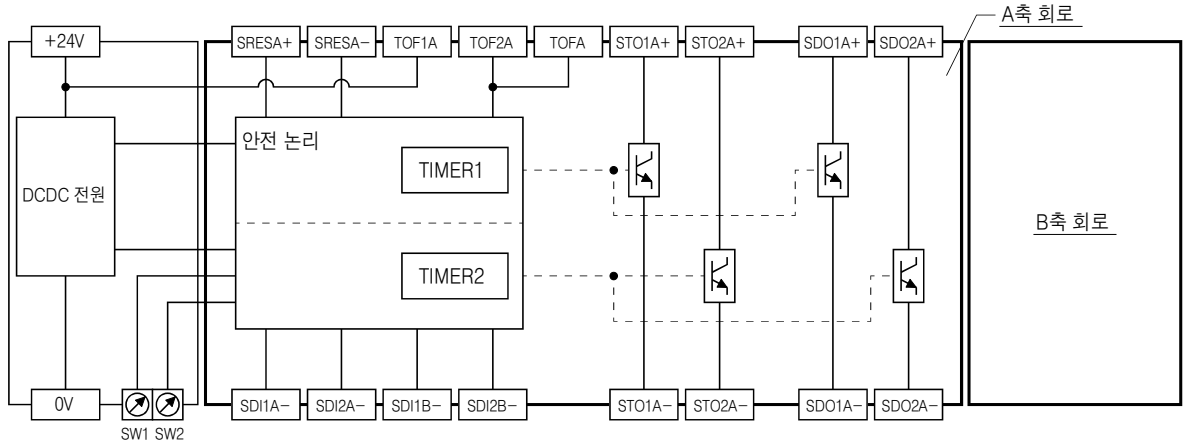 A축 회로
+24V
SRESA+ SRESA− TOF1A TOF2A TOFA STO1A+ STO2A+ SDO1A+ SDO2A+
안전 논리
TIMER1
DCDC 전원
B축 회로
TIMER2
0V
SDI1A− SDI2A− SDI1B− SDI2B− STO1A− STO2A− SDO1A− SDO2A−
SW1 SW2